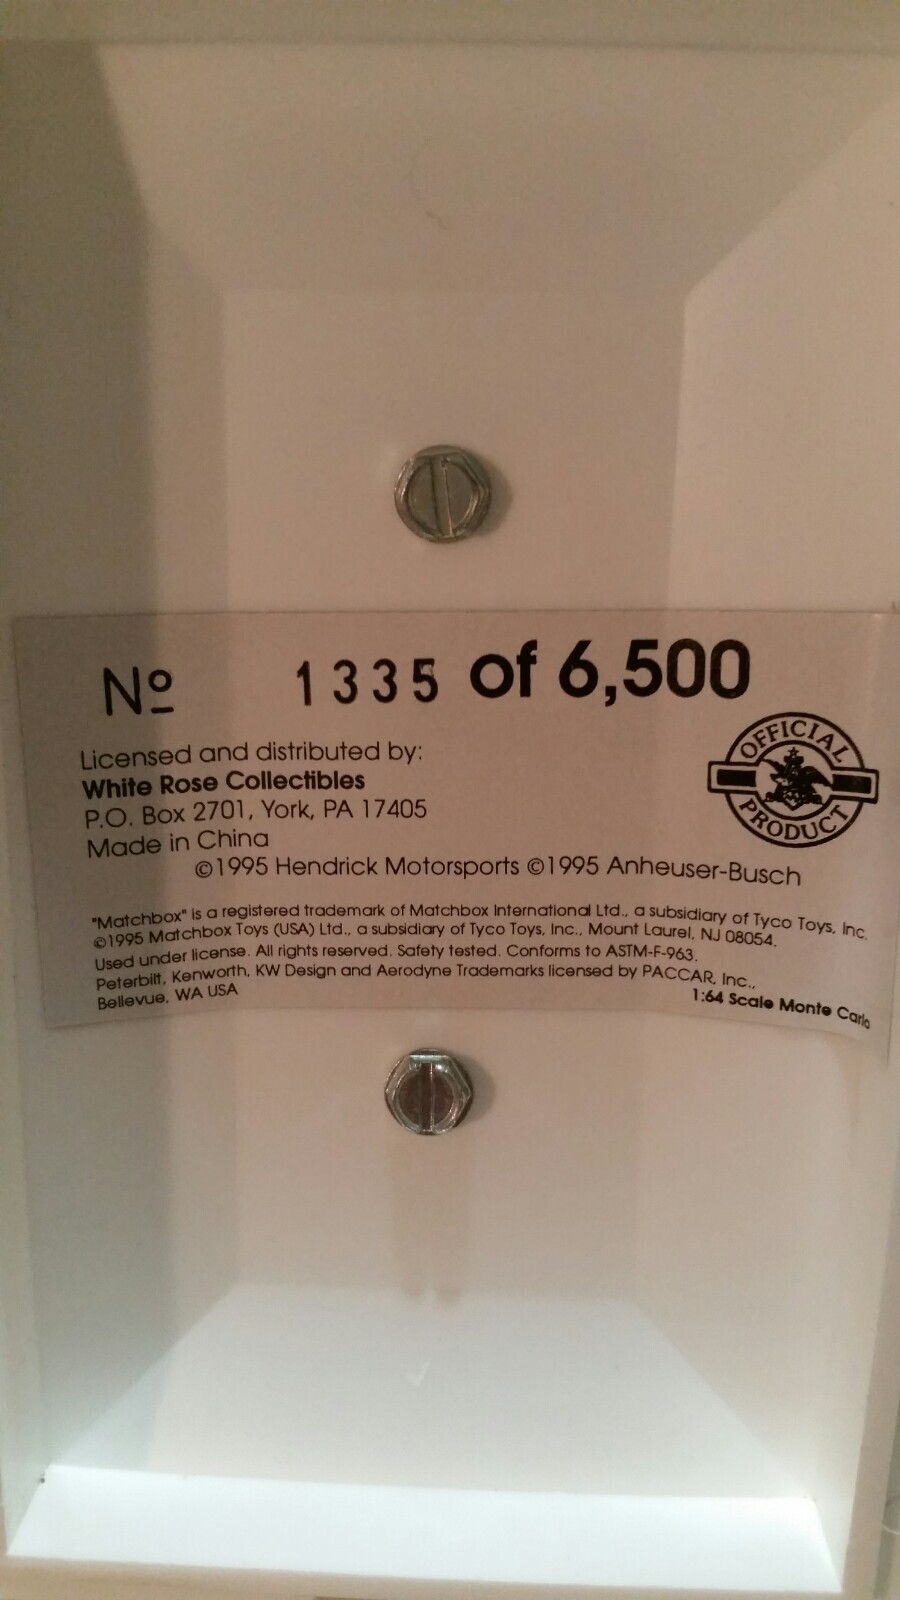 Nº 1335 of 6,500
Licensed and distributed by:
White Rose Collectibles
P.O. Box 2701, York, PA 17405
Made in China
©1995 Hendrick Motorsports ©1995 Anheuser-Busch
OFFICIAL
PRODUCT
"Matchbox" is a registered trademark of Matchbox International Ltd., a subsidiary of Tyco Toys, Inc.
©1995 Matchbox Toys (USA) Ltd., a subsidiary of Tyco Toys, Inc., Mount Laurel, NJ 08054.
Used under license. All rights reserved. Safety tested. Conforms to ASTM-F-963.
Peterbilt, Kenworth, KW Design and Aerodyne Trademarks licensed by PACCAR, Inc.,
Bellevue, WA USA
1:64 Scale Monte Carlo